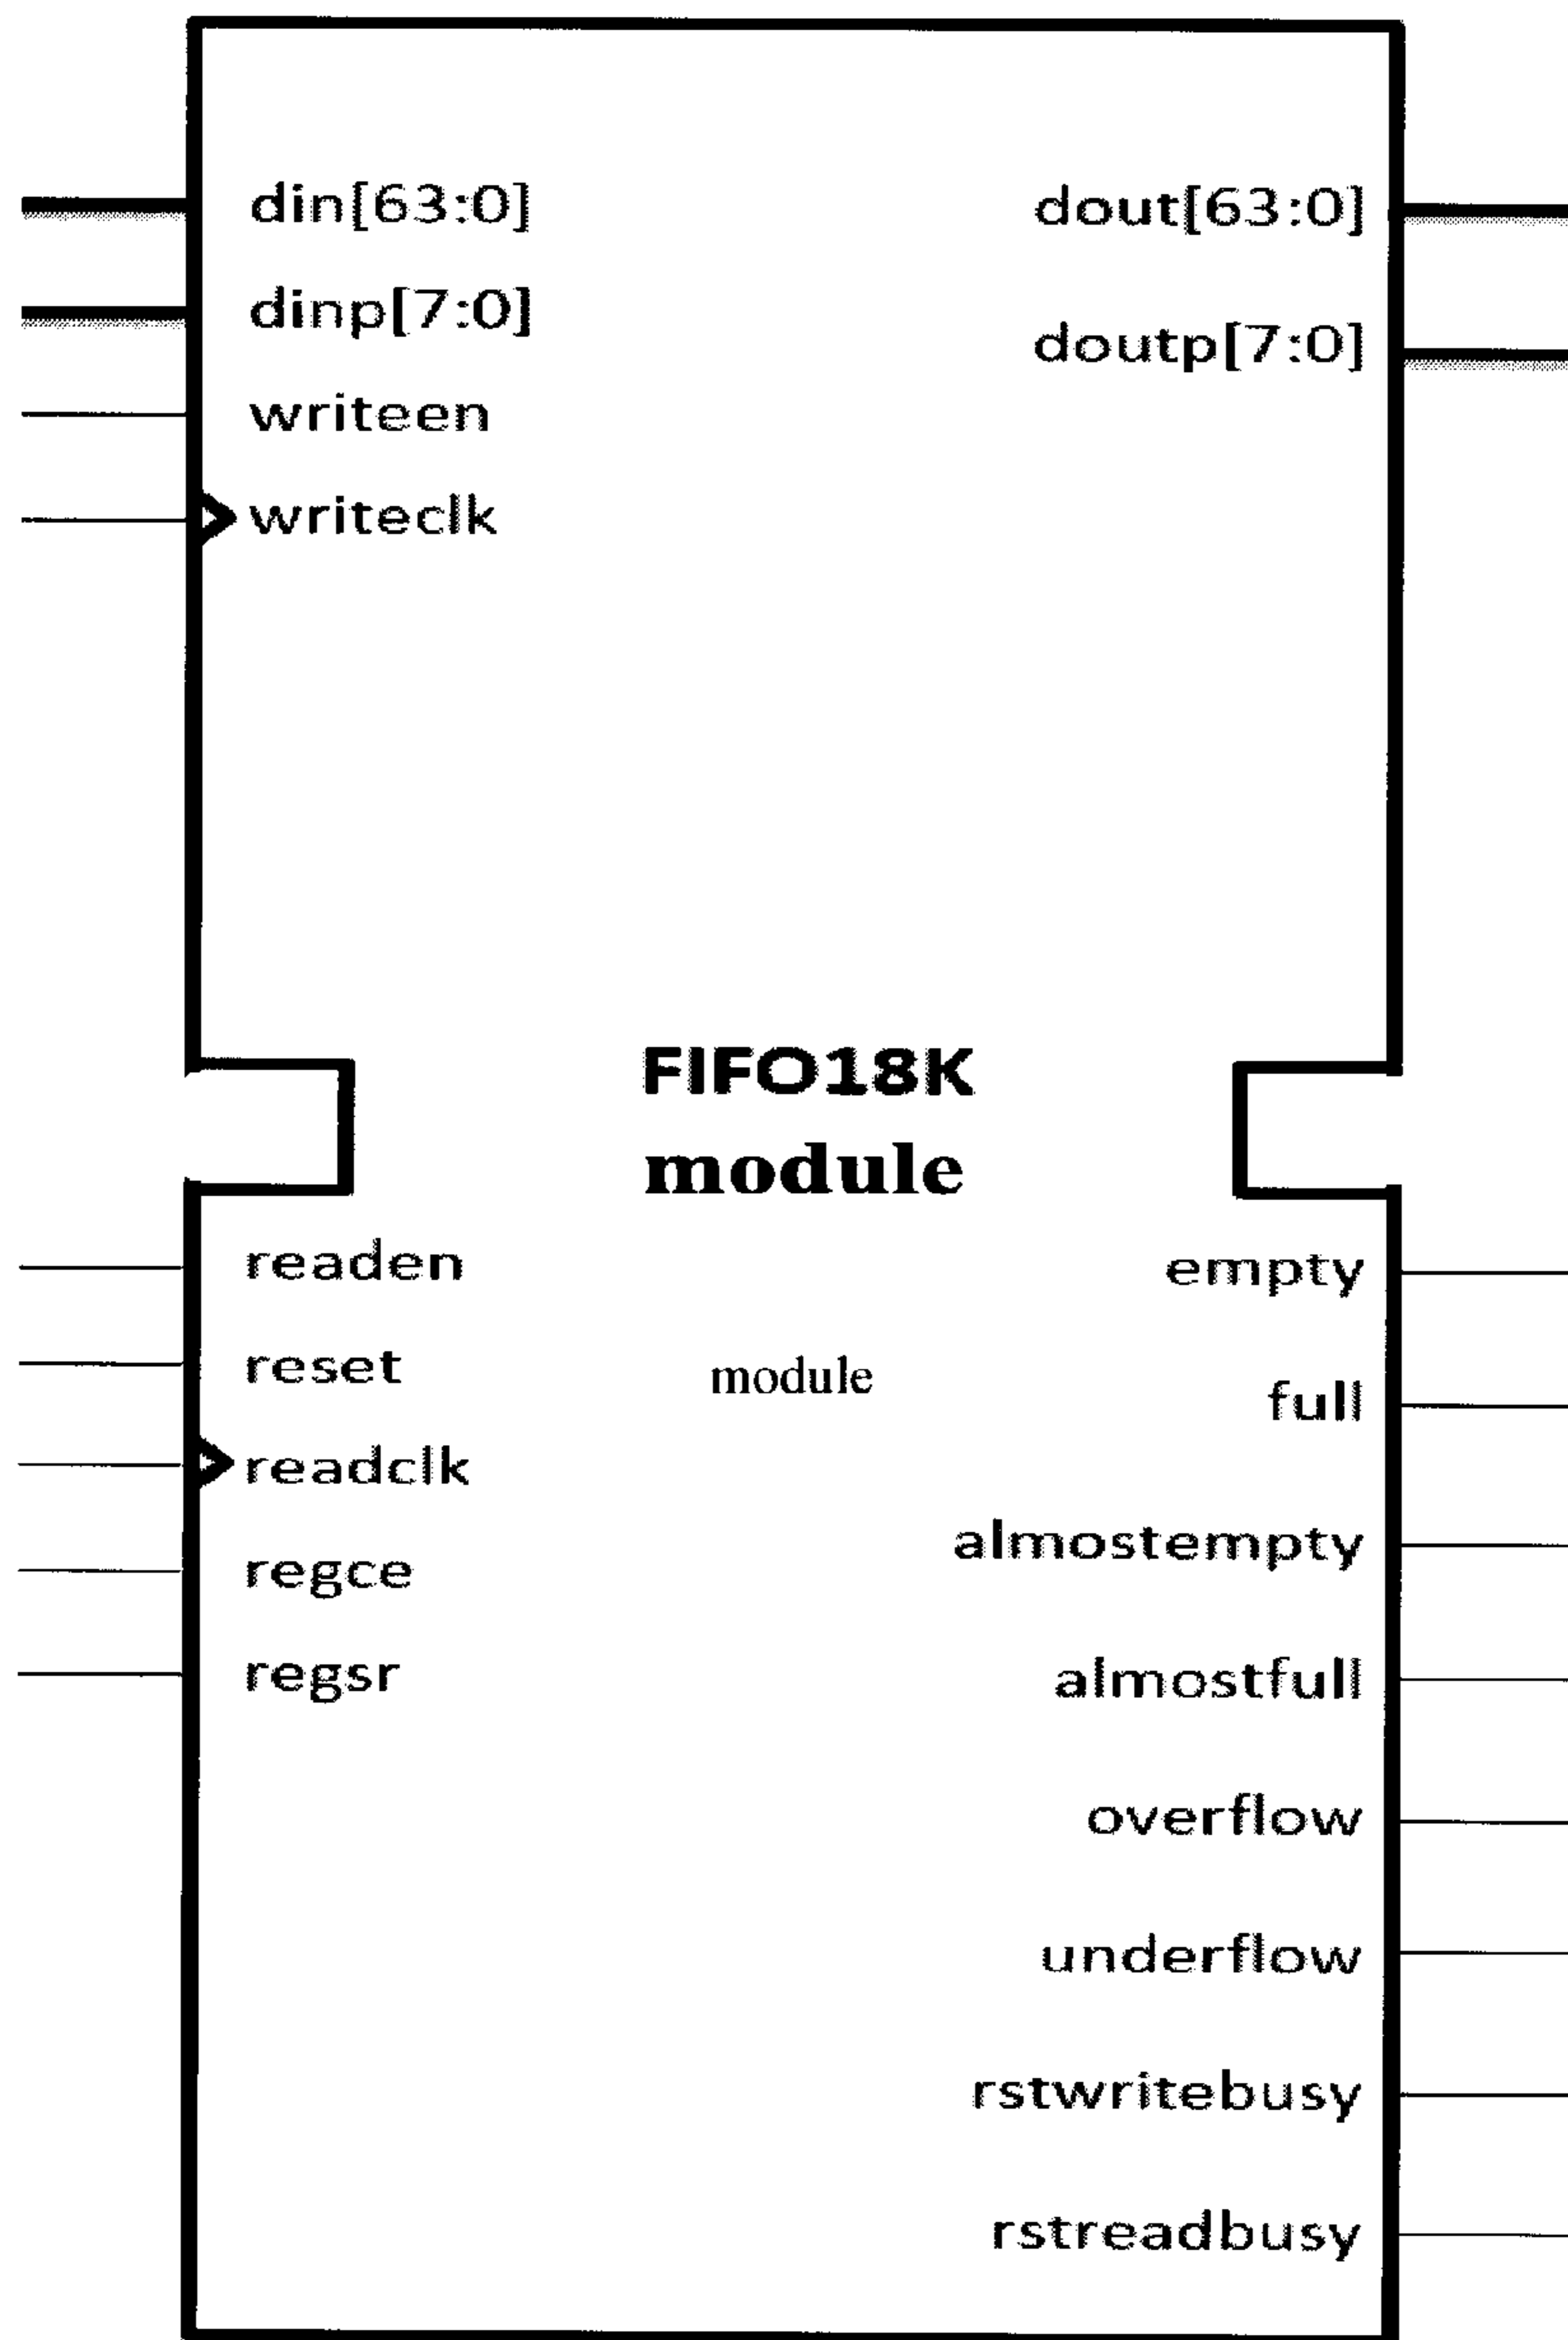 din[63:0]
dinp[7:0]
writeen
writeclk
dout[63:0]
doutp[7:0]
FIFO18K
module
readen
reset
readclk
regce
regsr
module
empty
full
almostempty
almostfull
overflow
underflow
rstwritebusy
rstreadbusy